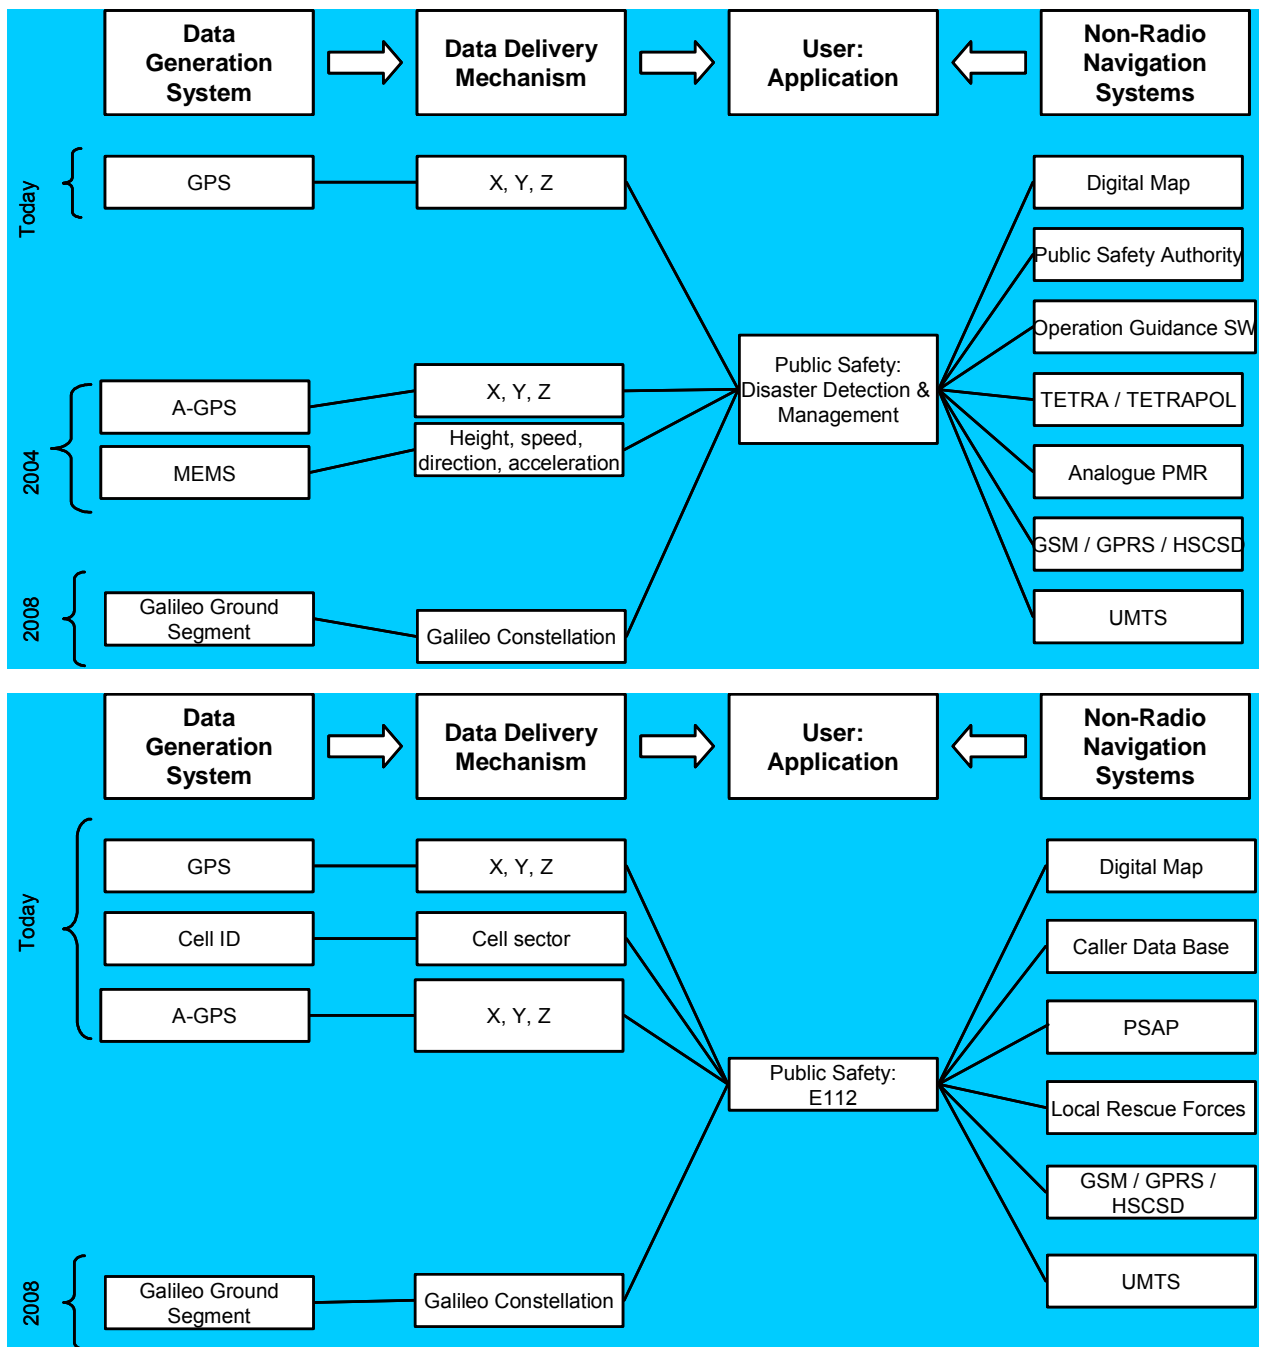 Data
Generation
System
Data Delivery
Mechanism
User:
Application
Non-Radio
Navigation
Systems
Today
GPS
X, Y, Z
Digital Map
Public Safety Authority
Operation Guidance SW
Public Safety:
Disaster Detection &
Management
2004
A-GPS
X, Y, Z
TETRA / TETRAPOL
MEMS
Height, speed,
direction, acceleration
Analogue PMR
GSM / GPRS / HSCSD
2008
Galileo Ground
Segment
Galileo Constellation
UMTS
Data
Generation
System
Data Delivery
Mechanism
User:
Application
Non-Radio
Navigation
Systems
Today
GPS
X, Y, Z
Digital Map
Cell ID
Cell sector
Caller Data Base
A-GPS
X, Y, Z
PSAP
Public Safety:
E112
Local Rescue Forces
GSM / GPRS /
HSCSD
2008
Galileo Ground
Segment
Galileo Constellation
UMTS